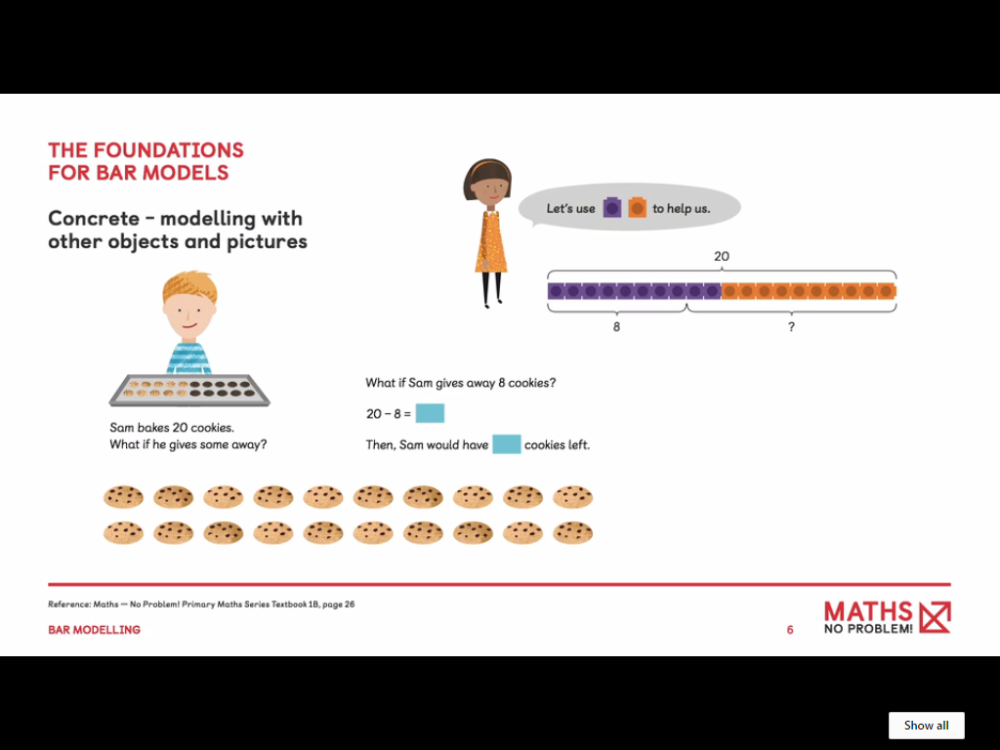 THE FOUNDATIONS
FOR BAR MODELS
Concrete – modelling with
other objects and pictures
Let's use to help us.
20
8
?
Sam bakes 20 cookies.
What if he gives some away?
What if Sam gives away 8 cookies?
20 – 8 =
Then, Sam would have cookies left.
Reference: Maths — No Problem! Primary Maths Series Textbook 1B, page 26
BAR MODELLING
6
MATHS
NO PROBLEM!
Show all